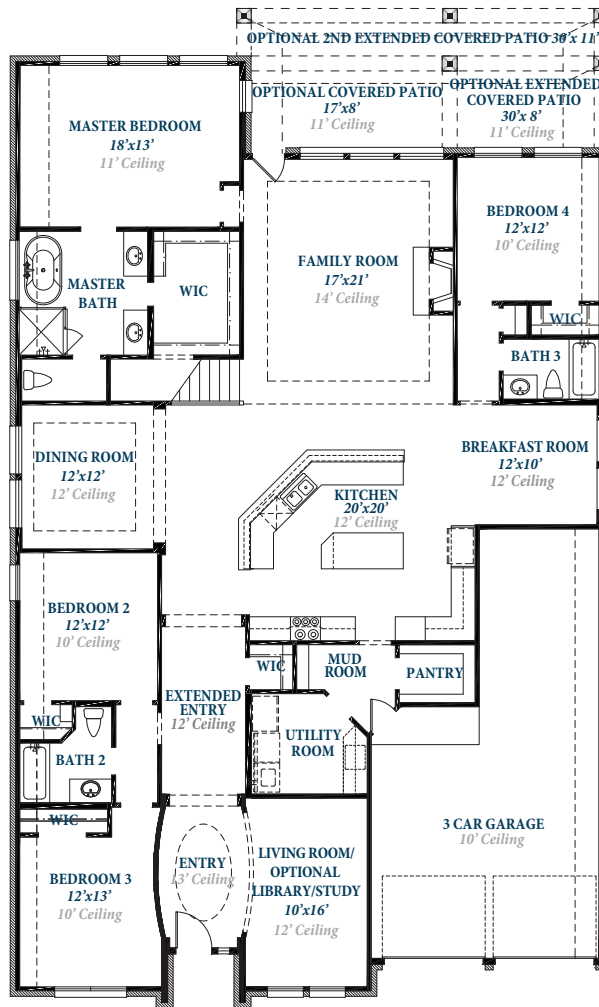 OPTIONAL 2ND EXTENDED COVERED PATIO 30'x 11'
OPTIONAL COVERED PATIO
17'x8'
11' Ceiling
OPTIONAL EXTENDED
COVERED PATIO
30'x 8'
11' Ceiling
MASTER BEDROOM
18'x13'
11' Ceiling
BEDROOM 4
12'x12'
10' Ceiling
FAMILY ROOM
17'x21'
14' Ceiling
MASTER
BATH
WIC
WIC
BATH 3
DINING ROOM
12'x12'
12' Ceiling
BREAKFAST ROOM
12'x10'
12' Ceiling
KITCHEN
20'x20'
12' Ceiling
BEDROOM 2
12'x12'
10' Ceiling
WIC
MUD
ROOM
PANTRY
EXTENDED
ENTRY
12' Ceiling
WIC
BATH 2
UTILITY
ROOM
WIC
3 CAR GARAGE
10' Ceiling
ENTRY
13' Ceiling
LIVING ROOM/
OPTIONAL
LIBRARY/STUDY
10'x16'
12' Ceiling
BEDROOM 3
12'x13'
10' Ceiling